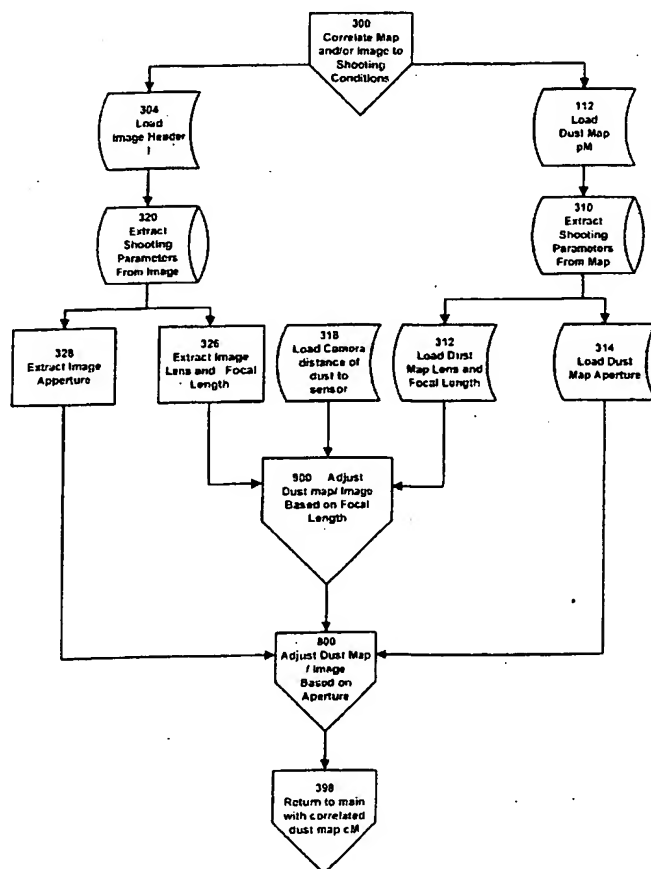 300
Correlate Map
and/or Image to
Shooting
Conditions
304
Load
Image Header
I
112
Load
Dust Map
pM
320
Extract
Shooting
Parameters
From Image
310
Extract
Shooting
Parameters
From Map
328
Extract Image
Apperture
326
Extract Image
Lens and Focal
Length
318
Load Camera
distance of
dust to
sensor
312
Load Dust
Map Lens and
Focal Length
314
Load Dust
Map Aperture
900 Adjust
Dust map/ Image
Based on Focal
Length
800
Adjust Dust Map
/ Image
Based on
Aperture
398
Return to main
with correlated
dust map cM